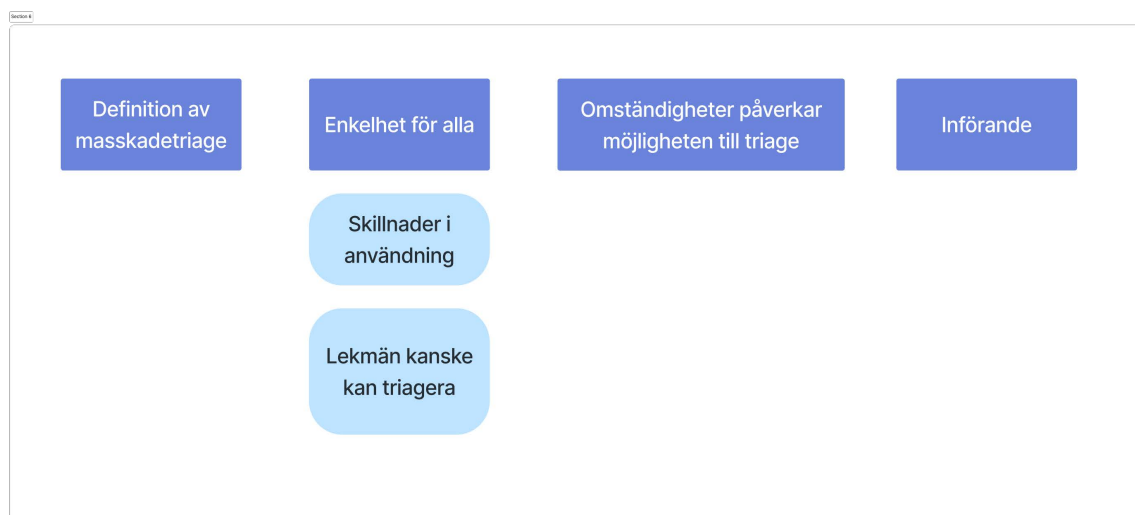 Section 8
Definition av
masskadetriage
Enkelhet för alla
Omständigheter påverkar
möjligheten till triage
Införande
Skillnader i
användning
Lekmän kanske
kan triagera